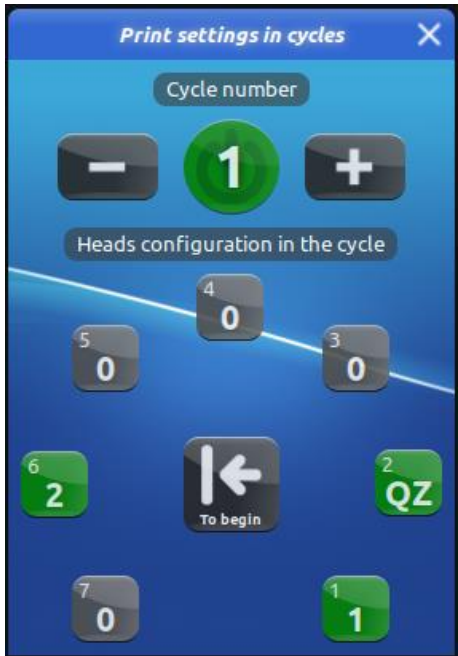 Print settings in cycles
Cycle number
1
Heads configuration in the cycle
4
0
5
0
3
0
6
2
To begin
2
QZ
7
0
1
1